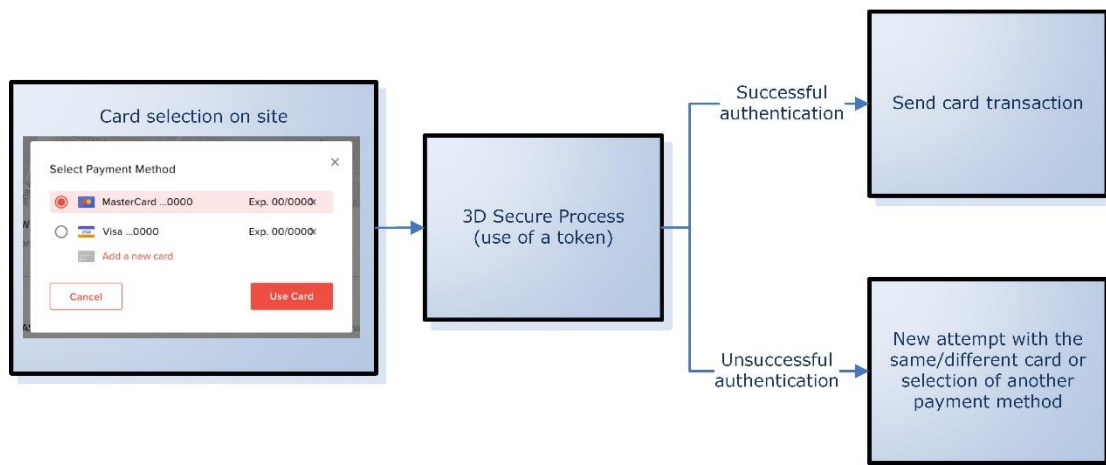 Card selection on site
Select Payment Method
×
MasterCard ...0000 Exp. 00/0000
VISA
Visa ...0000 Exp. 00/0000
Add a new card
Cancel
Use Card
3D Secure Process
(use of a token)
Successful
authentication
Send card transaction
Unsuccessful
authentication
New attempt with the
same/different card or
selection of another
payment method